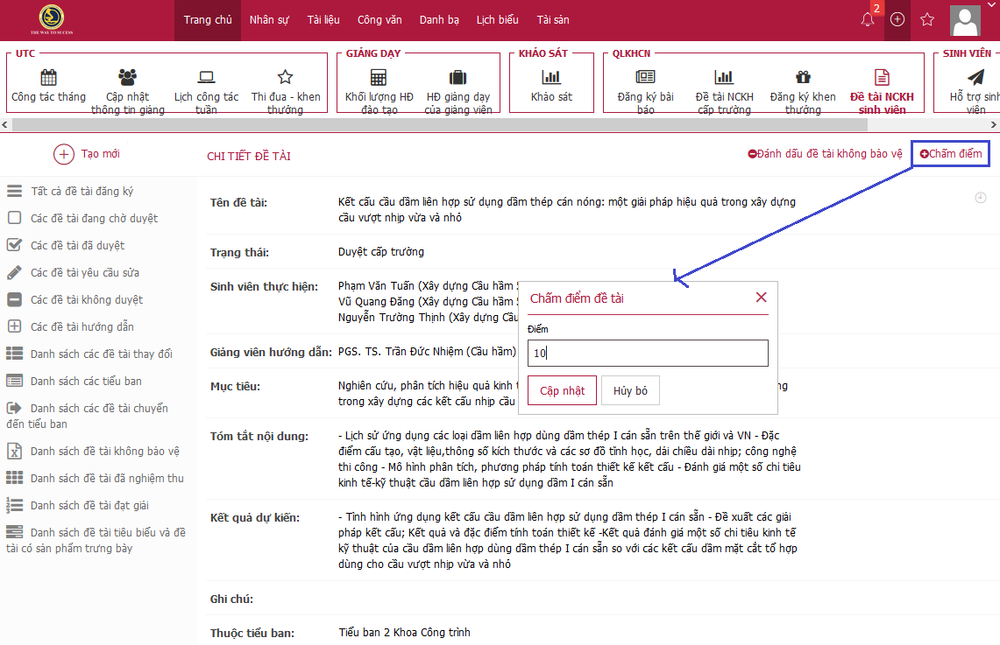 THE WAY TO SUCCESS
Trang chủ Nhân sự Tài liệu Công văn Danh bạ Lịch biểu Tài sản
2
UTC
Công tác tháng
Cập nhật
thông tin giảng
Lịch công tác
tuần
Thi đua - khen
thưởng
GIẢNG DẠY
Khối lượng HĐ
đào tạo
HĐ giảng dạy
của giảng viên
KHẢO SÁT
Khảo sát
QLKHCN
Đăng ký bài
báo
Đề tài NCKH
cấp trường
Đăng ký khen
thưởng
Đề tài NCKH
sinh viên
SINH VIÊN
Hỗ trợ sinh
viên
Tạo mới
CHI TIẾT ĐỀ TÀI
Đánh dấu đề tài không bảo vệ
Chấm điểm
Tất cả đề tài đăng ký
Các đề tài đang chờ duyệt
Các đề tài đã duyệt
Các đề tài yêu cầu sửa
Các đề tài không duyệt
Các đề tài hướng dẫn
Danh sách các đề tài thay đổi
Danh sách các tiểu ban
Danh sách các đề tài chuyển
đến tiểu ban
Danh sách đề tài không bảo vệ
Danh sách đề tài đã nghiệm thu
Danh sách đề tài đạt giải
Danh sách đề tài tiêu biểu và đề
tài có sản phẩm trưng bày
Tên đề tài:
Kết cấu cầu dầm liên hợp sử dụng dầm thép cán nóng: một giải pháp hiệu quả trong xây dựng
cầu vượt nhịp vừa và nhỏ
Trạng thái:
Duyệt cấp trường
Sinh viên thực hiện:
Phạm Văn Tuấn (Xây dựng Cầu hầm
Vũ Quang Đăng (Xây dựng Cầu hầm
Nguyễn Trường Thịnh (Xây dựng Cầu
Giảng viên hướng dẫn:
PGS. TS. Trần Đức Nhiệm (Cầu hầm)
Mục tiêu:
Nghiên cứu, phân tích hiệu quả kinh
trong xây dựng các kết cấu nhịp cầu
Chấm điểm đề tài
Điểm
10
Cập nhật
Hủy bỏ
Tóm tắt nội dung:
- Lịch sử ứng dụng các loại dầm liên hợp dùng dầm thép I cán sẵn trên thế giới và VN - Đặc
điểm cấu tạo, vật liệu,thông số kích thước và các sơ đồ tĩnh học, dải chiều dài nhịp; công nghệ
thi công - Mô hình phân tích, phương pháp tính toán thiết kế kết cấu - Đánh giá một số chỉ tiêu
kinh tế-kỹ thuật cầu dầm liên hợp sử dụng dầm I cán sẵn
Kết quả dự kiến:
- Tình hình ứng dụng kết cấu cầu dầm liên hợp sử dụng dầm thép I cán sẵn - Đề xuất các giải
pháp kết cấu; Kết quả và đặc điểm tính toán thiết kế -Kết quả đánh giá một số chỉ tiêu kinh tế
kỹ thuật của cầu dầm liên hợp dùng dầm thép I cán sẵn so với các kết cấu dầm mặt cắt tổ hợp
dùng cho cầu vượt nhịp vừa và nhỏ
Ghi chú:
Thuộc tiểu ban:
Tiểu ban 2 Khoa Công trình